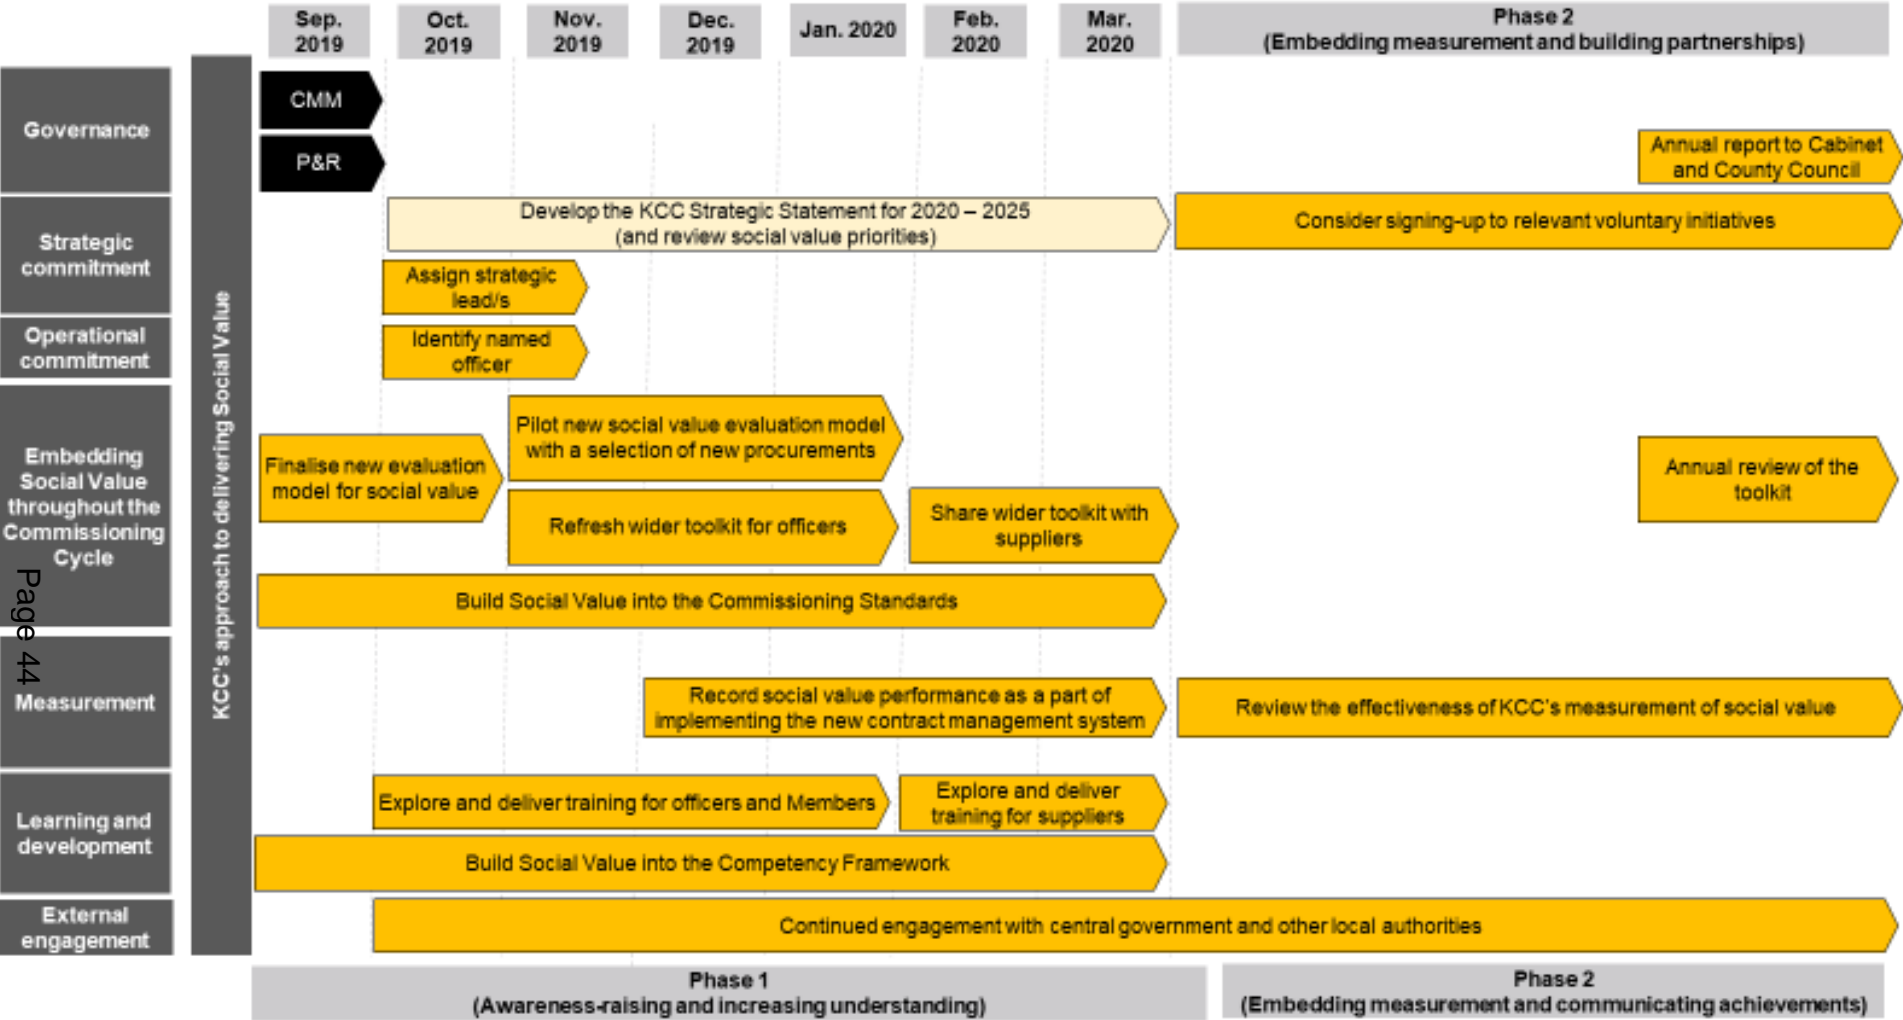 Sep.
2019
Oct.
2019
Nov.
2019
Dec.
2019
Jan. 2020
Feb.
2020
Mar.
2020
Phase 2
(Embedding measurement and building partnerships)
KCC's approach to delivering Social Value
Governance
CMM
P&R
Annual report to Cabinet
and County Council
Strategic
commitment
Develop the KCC Strategic Statement for 2020 – 2025
(and review social value priorities)
Consider signing-up to relevant voluntary initiatives
Assign strategic
lead/s
Operational
commitment
Identify named
officer
Embedding
Social Value
throughout the
Commissioning
Cycle
Finalise new evaluation
model for social value
Pilot new social value evaluation model
with a selection of new procurements
Refresh wider toolkit for officers
Share wider toolkit with
suppliers
Annual review of the
toolkit
Build Social Value into the Commissioning Standards
Page 44
Measurement
Record social value performance as a part of
implementing the new contract management system
Review the effectiveness of KCC's measurement of social value
Learning and
development
Explore and deliver training for officers and Members
Explore and deliver
training for suppliers
Build Social Value into the Competency Framework
External
engagement
Continued engagement with central government and other local authorities
Phase 1
(Awareness-raising and increasing understanding)
Phase 2
(Embedding measurement and communicating achievements)